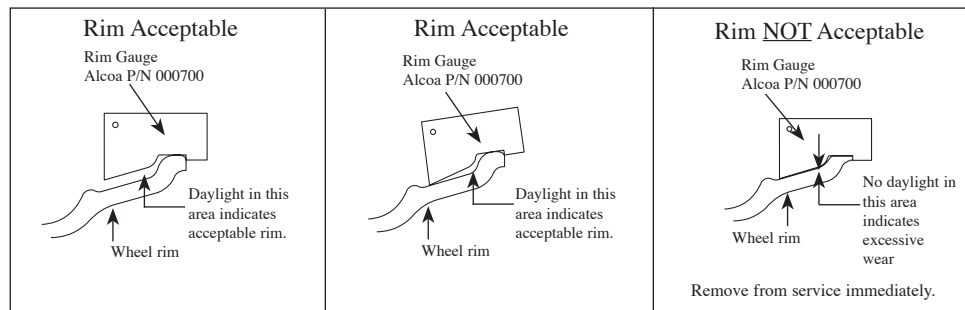 Rim Acceptable
Rim Gauge
Alcoa P/N 000700
Daylight in this
area indicates
acceptable rim.
Wheel rim
Rim Acceptable
Rim Gauge
Alcoa P/N 000700
Daylight in this
area indicates
acceptable rim.
Wheel rim
Rim NOT Acceptable
Rim Gauge
Alcoa P/N 000700
No daylight in
this area
indicates
excessive
wear
Wheel rim
Remove from service immediately.